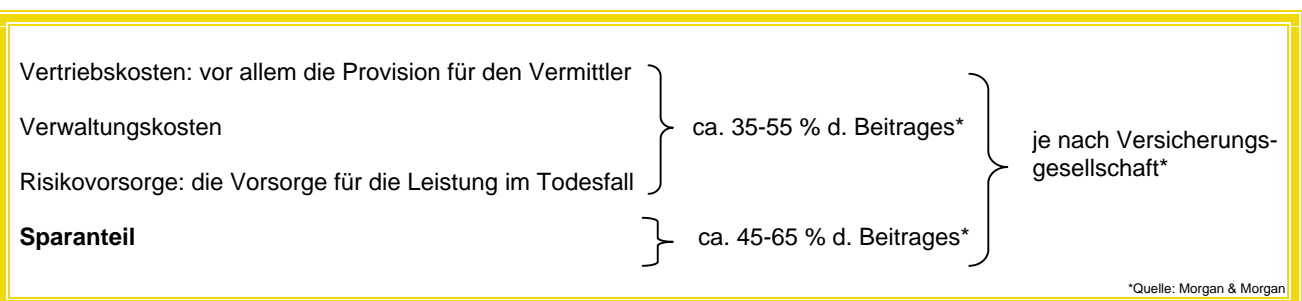 Vertriebskosten: vor allem die Provision für den Vermittler
Verwaltungskosten
ca. 35-55 % d. Beitrages*
je nach Versicherungs-
gesellschaft*
Risikovorsorge: die Vorsorge für die Leistung im Todesfall
Sparanteil
ca. 45-65 % d. Beitrages*
*Quelle: Morgan & Morgan